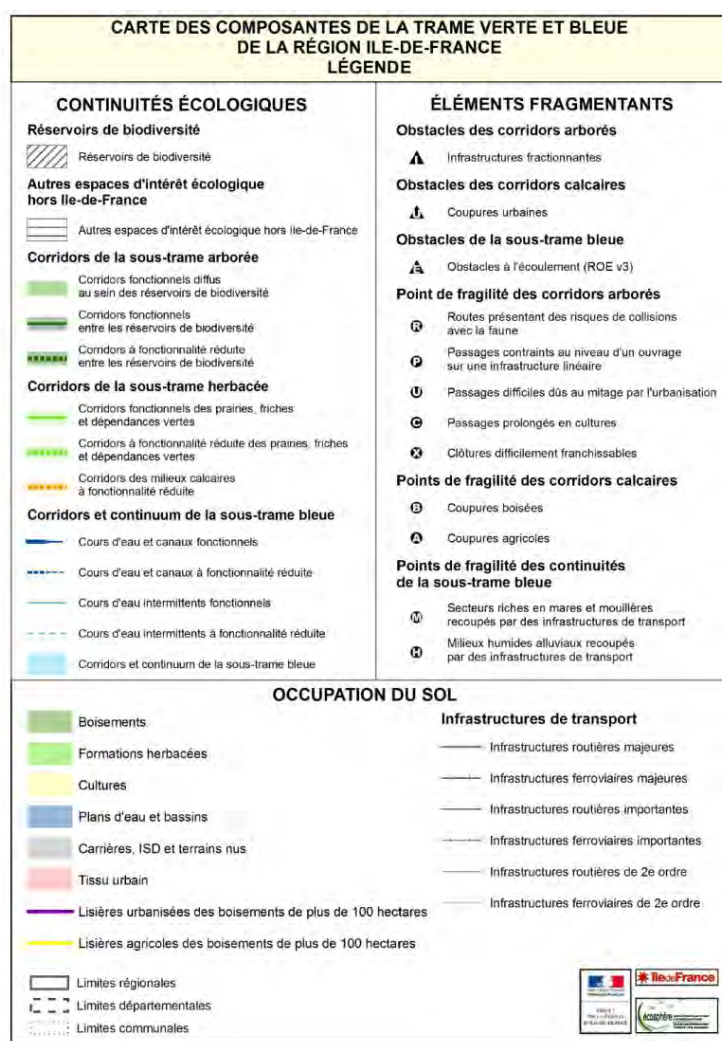 CARTE DES COMPOSANTES DE LA TRAME VERTE ET BLEUE
DE LA RÉGION ILE-DE-FRANCE
LÉGENDE
CONTINUITÉS ÉCOLOGIQUES
Réservoirs de biodiversité
Réservoirs de biodiversité
Autres espaces d'intérêt écologique
hors Ile-de-France
Autres espaces d'intérêt écologique hors Ile-de-France
Corridors de la sous-trame arborée
Corridors fonctionnels diffus
au sein des réservoirs de biodiversité
Corridors fonctionnels
entre les réservoirs de biodiversité
Corridors à fonctionnalité réduite
entre les réservoirs de biodiversité
Corridors de la sous-trame herbacée
Corridors fonctionnels des prairies, friches
et dépendances vertes
Corridors à fonctionnalité réduite des prairies, friches
et dépendances vertes
Corridors des milieux calcaires
à fonctionnalité réduite
Corridors et continuum de la sous-trame bleue
Cours d'eau et canaux fonctionnels
Cours d'eau et canaux à fonctionnalité réduite
Cours d'eau intermittents fonctionnels
Cours d'eau intermittents à fonctionnalité réduite
Corridors et continuum de la sous-trame bleue
ÉLÉMENTS FRAGMENTANTS
Obstacles des corridors arborés
Infrastructures fractionnantes
Obstacles des corridors calcaires
Coupures urbaines
Obstacles de la sous-trame bleue
Obstacles à l'écoulement (ROE v3)
Point de fragilité des corridors arborés
R Routes présentant des risques de collisions
avec la faune
P Passages contraints au niveau d'un ouvrage
sur une infrastructure linéaire
U Passages difficiles dûs au mitage par l'urbanisation
C Passages prolongés en cultures
X Clôtures difficilement franchissables
Points de fragilité des corridors calcaires
B Coupures boisées
A Coupures agricoles
Points de fragilité des continuités
de la sous-trame bleue
M Secteurs riches en mares et mouillères
recoupés par des infrastructures de transport
H Milieux humides alluviaux recoupés
par des infrastructures de transport
OCCUPATION DU SOL
Boisements
Formations herbacées
Cultures
Plans d'eau et bassins
Carrières, ISD et terrains nus
Tissu urbain
Lisières urbanisées des boisements de plus de 100 hectares
Lisières agricoles des boisements de plus de 100 hectares
Limites régionales
Limites départementales
Limites communales
Infrastructures de transport
Infrastructures routières majeures
Infrastructures ferroviaires majeures
Infrastructures routières importantes
Infrastructures ferroviaires importantes
Infrastructures routières de 2e ordre
Infrastructures ferroviaires de 2e ordre
îledeFrance
écosphère